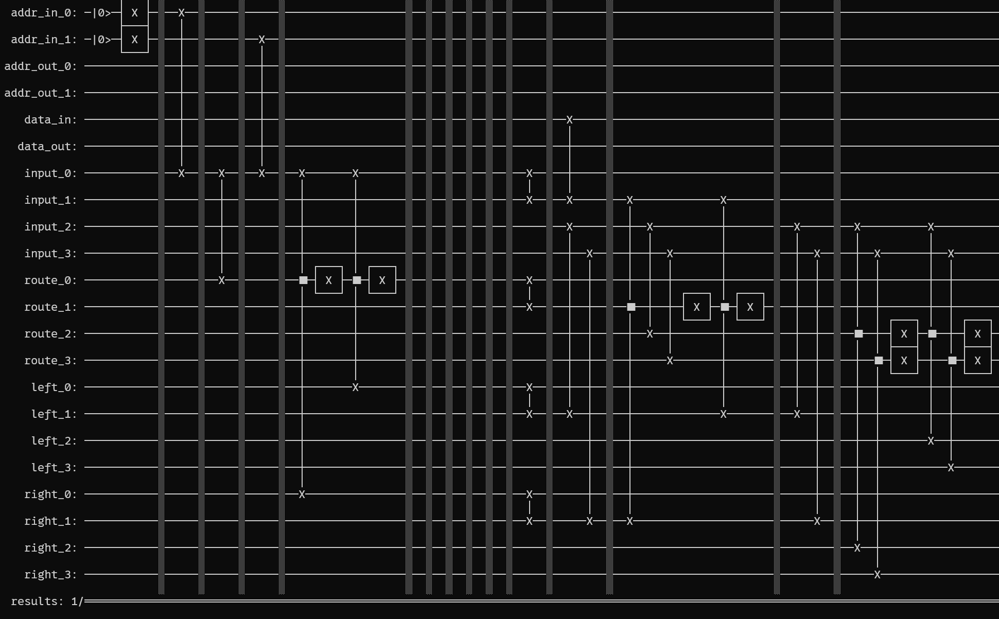 addr_in_0: |0> X X
addr_in_1: |0> X X
addr_out_0:
addr_out_1:
data_in: X
data_out:
input_0: X X X X X X
input_1: X X X X
input_2: X X X X X
input_3: X X X X X
route_0: X X X X
route_1: X X X
route_2: X X X
route_3: X X X
left_0: X X
left_1: X X X X
left_2: X
left_3: X
right_0: X X
right_1: X X X X
right_2: X
right_3: X
results: 1/